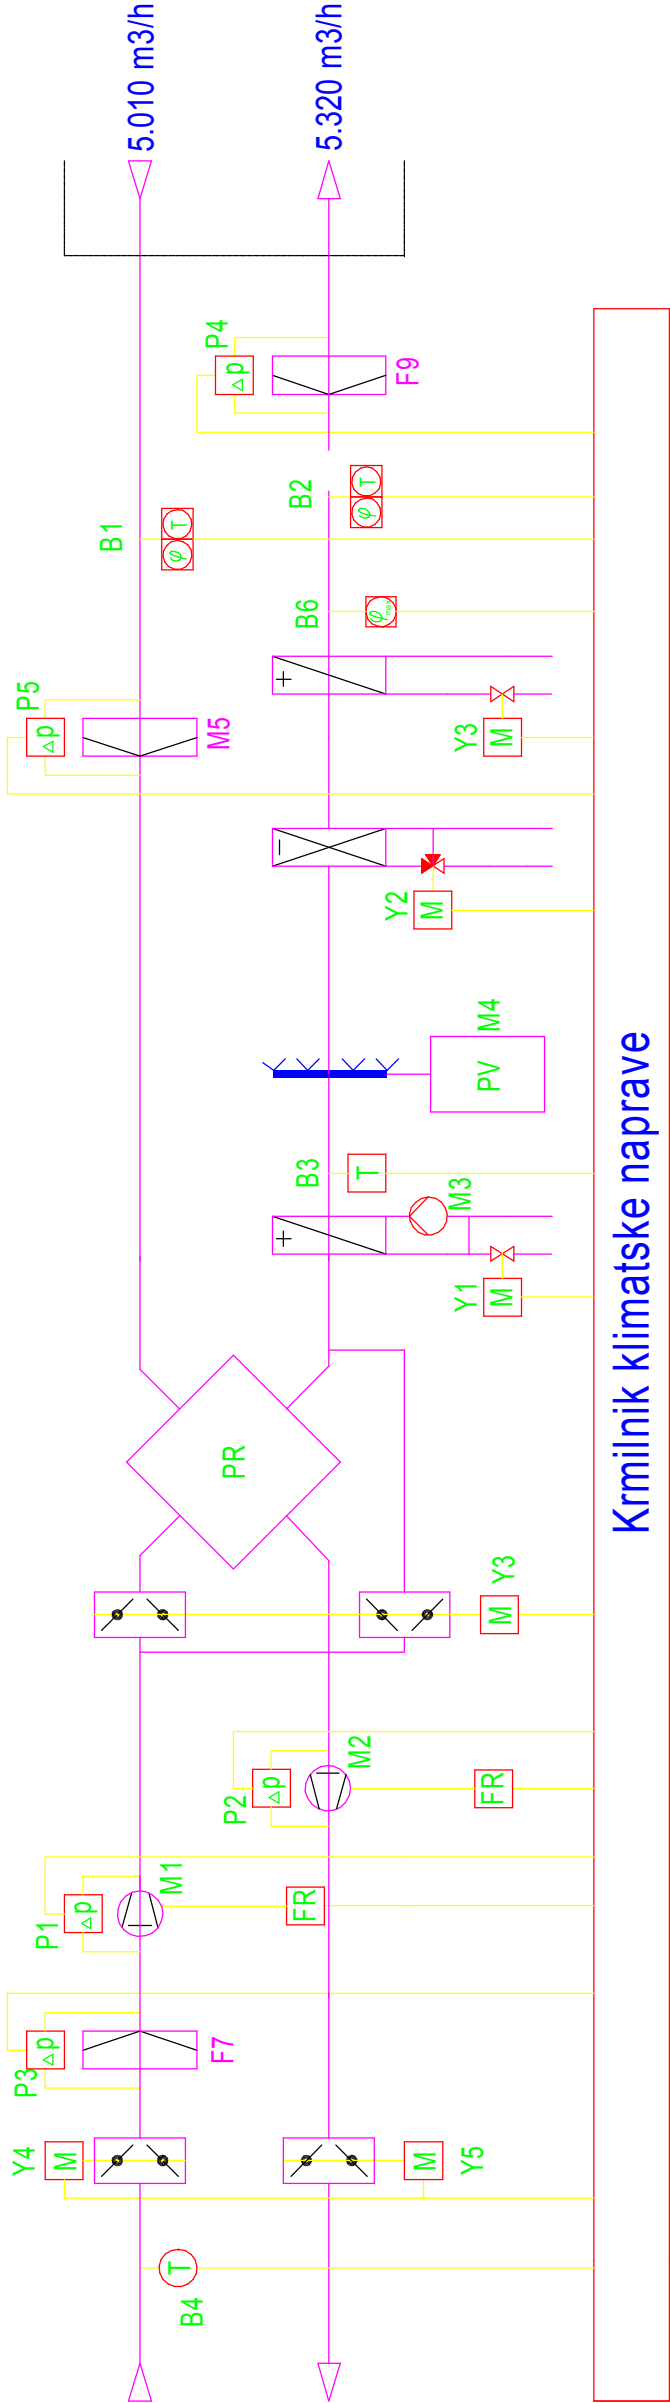 5.010 m3/h
5.320 m3/h
P4
Δp
F9
B1
φ T
B2
φ T
B6
φmax
P5
Δp
M5
+
Y3
M
−
Y2
M
M4
PV
B3
T
+
M3
Y1
M
PR
Y3
M
P2
Δp
M2
FR
P1
Δp
M1
FR
P3
Δp
F7
Y4
M
M
Y5
T
B4
Krmilnik klimatske naprave